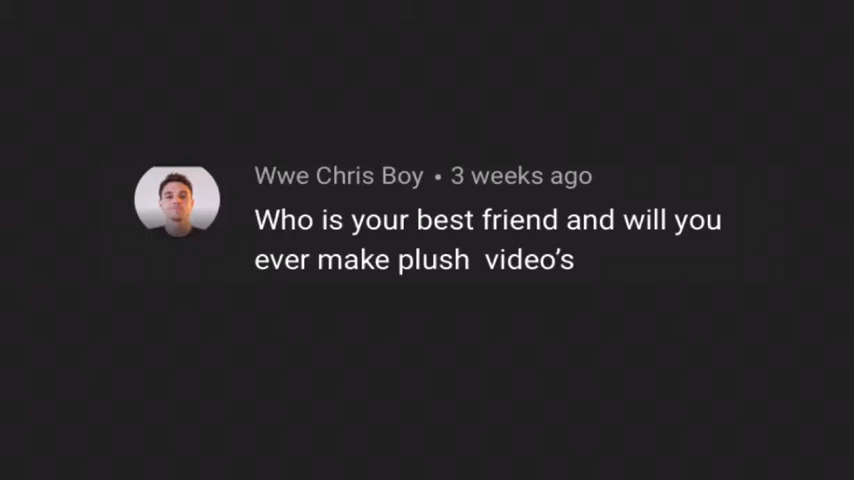 Wwe Chris Boy • 3 weeks ago
Who is your best friend and will you
ever make plush  video’s